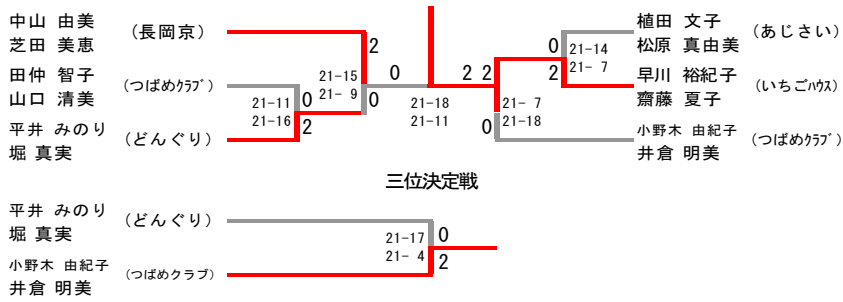 中山 由美
芝田 美恵
(長岡京)
田仲 智子
山口 清美
(つばめｸﾗﾌﾞ)
平井 みのり
堀 真実
(どんぐり)
21-11
21-16
0
2
21-15
21- 9
2
0
0
2
21-18
21-11
2
0
21- 7
21-18
0
2
21-14
21- 7
植田 文子
松原 真由美
(あじさい)
早川 裕紀子
齋藤 夏子
(いちごﾊｳｽ)
小野木 由紀子
井倉 明美
(つばめｸﾗﾌﾞ)
三位決定戦
平井 みのり
堀 真実
(どんぐり)
小野木 由紀子
井倉 明美
(つばめクラブ)
21-17
21- 4
0
2